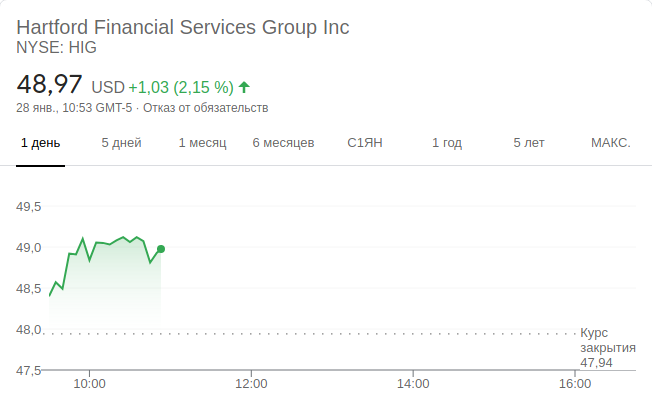 Hartford Financial Services Group Inc
NYSE: HIG
48,97 USD +1,03 (2,15 %)
28 янв., 10:53 GMT-5 · Отказ от обязательств
1 день 5 дней 1 месяц 6 месяцев С1ЯН 1 год 5 лет МАКС.
49,5
49,0
48,5
48,0
Курс
закрытия
47,94
47,5
10:00 12:00 14:00 16:00